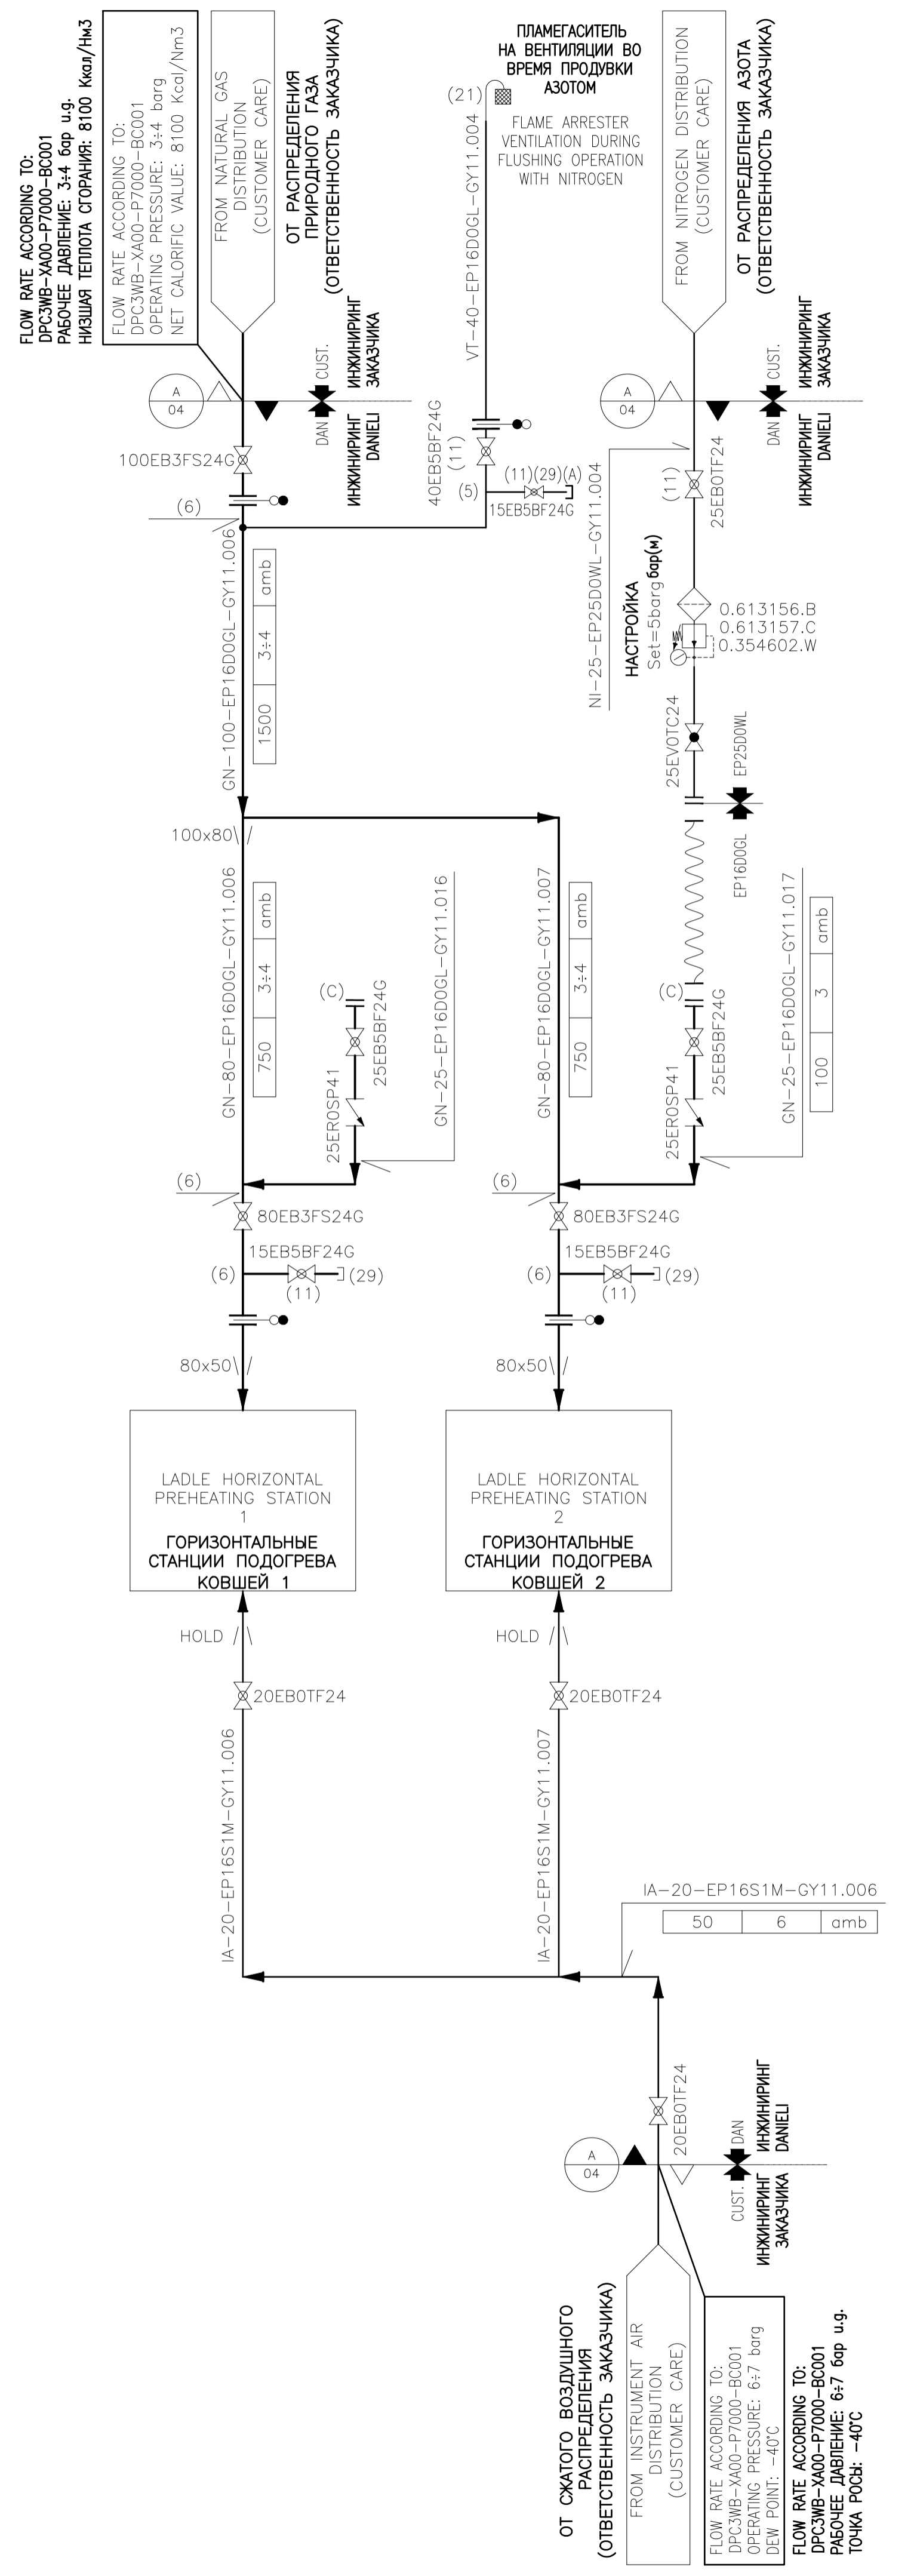 FLOW RATE ACCORDING TO:
DPC3WB-XA00-P7000-BC001
РАБОЧЕЕ ДАВЛЕНИЕ: 3÷4 бар u.g.
НИЗШАЯ ТЕПЛОТА СГОРАНИЯ: 8100 Ккал/Нм3
FLOW RATE ACCORDING TO:
DPC3WB-XA00-P7000-BC001
OPERATING PRESSURE: 3÷4 barg
NET CALORIFIC VALUE: 8100 Kcal/Nm3
FROM NATURAL GAS
DISTRIBUTION
(CUSTOMER CARE)
ОТ РАСПРЕДЕЛЕНИЯ
ПРИРОДНОГО ГАЗА
(ОТВЕТСТВЕННОСТЬ ЗАКАЗЧИКА)
ПЛАМЕГАСИТЕЛЬ
НА ВЕНТИЛЯЦИИ ВО
ВРЕМЯ ПРОДУВКИ
АЗОТОМ
FLAME ARRESTER
VENTILATION DURING
FLUSHING OPERATION
WITH NITROGEN
(21)
VT-40-EP16D0GL-GY11.004
FROM NITROGEN DISTRIBUTION
(CUSTOMER CARE)
ОТ РАСПРЕДЕЛЕНИЯ АЗОТА
(ОТВЕТСТВЕННОСТЬ ЗАКАЗЧИКА)
A
04
DAN
CUST.
ИНЖИНИРИНГ
DANIELI
ИНЖИНИРИНГ
ЗАКАЗЧИКА
A
04
DAN
CUST.
ИНЖИНИРИНГ
DANIELI
ИНЖИНИРИНГ
ЗАКАЗЧИКА
100EB3FS24G
(6)
40EB5BF24G
(11)
(5)
(11)(29)(A)
15EB5BF24G
(11)
25EB0TF24
NI-25-EP25D0WL-GY11.004
GN-100-EP16D0GL-GY11.006
1500
3÷4
amb
НАСТРОЙКА
Set=5barg бар(м)
0.613156.B
0.613157.C
0.354602.W
25EV0TC24
EP16D0GL
EP25D0WL
100x80
GN-80-EP16D0GL-GY11.006
750
3÷4
amb
(C)
25EB5BF24G
25ER0SP41
GN-25-EP16D0GL-GY11.016
GN-80-EP16D0GL-GY11.007
750
3÷4
amb
(C)
25EB5BF24G
25ER0SP41
GN-25-EP16D0GL-GY11.017
100
3
amb
(6)
80EB3FS24G
15EB5BF24G
(6)
(29)
(11)
80x50
(6)
80EB3FS24G
15EB5BF24G
(6)
(29)
(11)
80x50
LADLE HORIZONTAL
PREHEATING STATION
1
ГОРИЗОНТАЛЬНЫЕ
СТАНЦИИ ПОДОГРЕВА
КОВШЕЙ 1
LADLE HORIZONTAL
PREHEATING STATION
2
ГОРИЗОНТАЛЬНЫЕ
СТАНЦИИ ПОДОГРЕВА
КОВШЕЙ 2
HOLD
20EB0TF24
IA-20-EP16S1M-GY11.006
HOLD
20EB0TF24
IA-20-EP16S1M-GY11.007
IA-20-EP16S1M-GY11.006
50
6
amb
20EB0TF24
A
04
CUST.
DAN
ИНЖИНИРИНГ
ЗАКАЗЧИКА
ИНЖИНИРИНГ
DANIELI
ОТ СЖАТОГО ВОЗДУШНОГО
РАСПРЕДЕЛЕНИЯ
(ОТВЕТСТВЕННОСТЬ ЗАКАЗЧИКА)
FROM INSTRUMENT AIR
DISTRIBUTION
(CUSTOMER CARE)
FLOW RATE ACCORDING TO:
DPC3WB-XA00-P7000-BC001
OPERATING PRESSURE: 6÷7 barg
DEW POINT: -40°C
FLOW RATE ACCORDING TO:
DPC3WB-XA00-P7000-BC001
РАБОЧЕЕ ДАВЛЕНИЕ: 6÷7 бар u.g.
ТОЧКА РОСЫ: -40°C